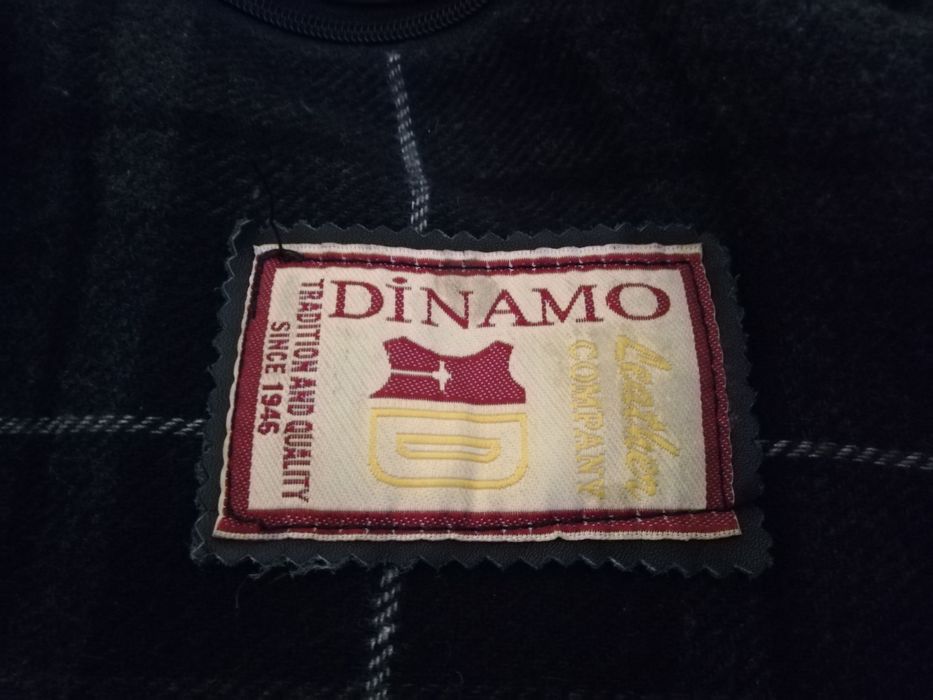 DİNAMO
TRADITION AND QUALITY
SINCE 1946
Leather
COMPANY